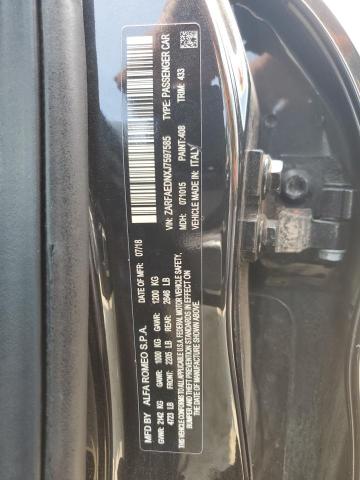 MFD BY ALFA ROMEO S.P.A. DATE OF MFR: 07/18
GVWR: 2142 KG GAWR: 1000 KG GAWR: 1200 KG
4723 LB FRONT: 2205 LB REAR: 2646 LB
THIS VEHICLE CONFORMS TO ALL APPLICABLE U.S.A. FEDERAL MOTOR VEHICLE SAFETY,
BUMPER AND THEFT PREVENTION STANDARDS IN EFFECT ON THE DATE OF
MANUFACTURE SHOWN ABOVE.
VIN: ZARFAEDNXJ7597585 TYPE: PASSENGER CAR
MDH: 071015 PAINT: 408 TRIM: 433
VEHICLE MADE IN: ITALY